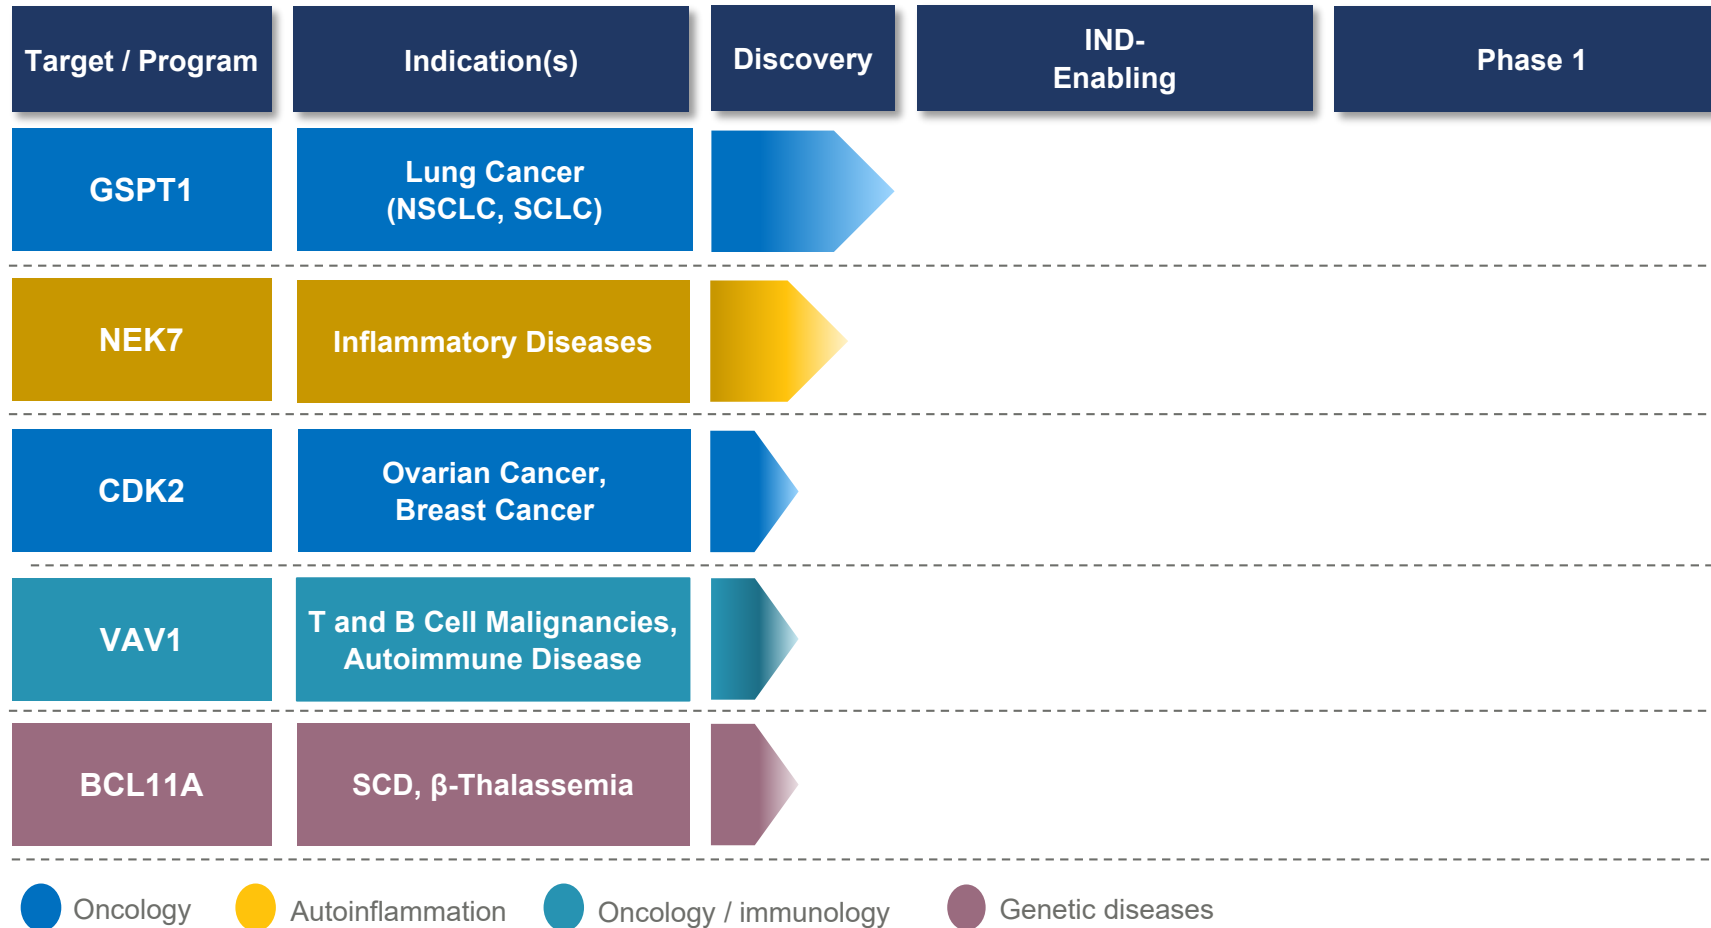 Target / Program
Indication(s)
Discovery
IND-
Enabling
Phase 1
GSPT1
Lung Cancer
(NSCLC, SCLC)
NEK7
Inflammatory Diseases
CDK2
Ovarian Cancer,
Breast Cancer
VAV1
T and B Cell Malignancies,
Autoimmune Disease
BCL11A
SCD, β-Thalassemia
Oncology
Autoinflammation
Oncology / immunology
Genetic diseases